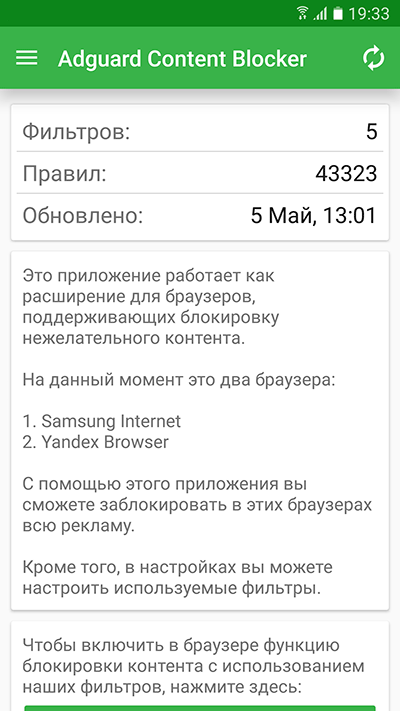 19:33
Adguard Content Blocker
Фильтров: 5
Правил: 43323
Обновлено: 5 Май, 13:01
Это приложение работает как
расширение для браузеров,
поддерживающих блокировку
нежелательного контента.
На данный момент это два браузера:
1. Samsung Internet
2. Yandex Browser
С помощью этого приложения вы
сможете заблокировать в этих браузерах
всю рекламу.
Кроме того, в настройках вы можете
настроить используемые фильтры.
Чтобы включить в браузере функцию
блокировки контента с использованием
наших фильтров, нажмите здесь: